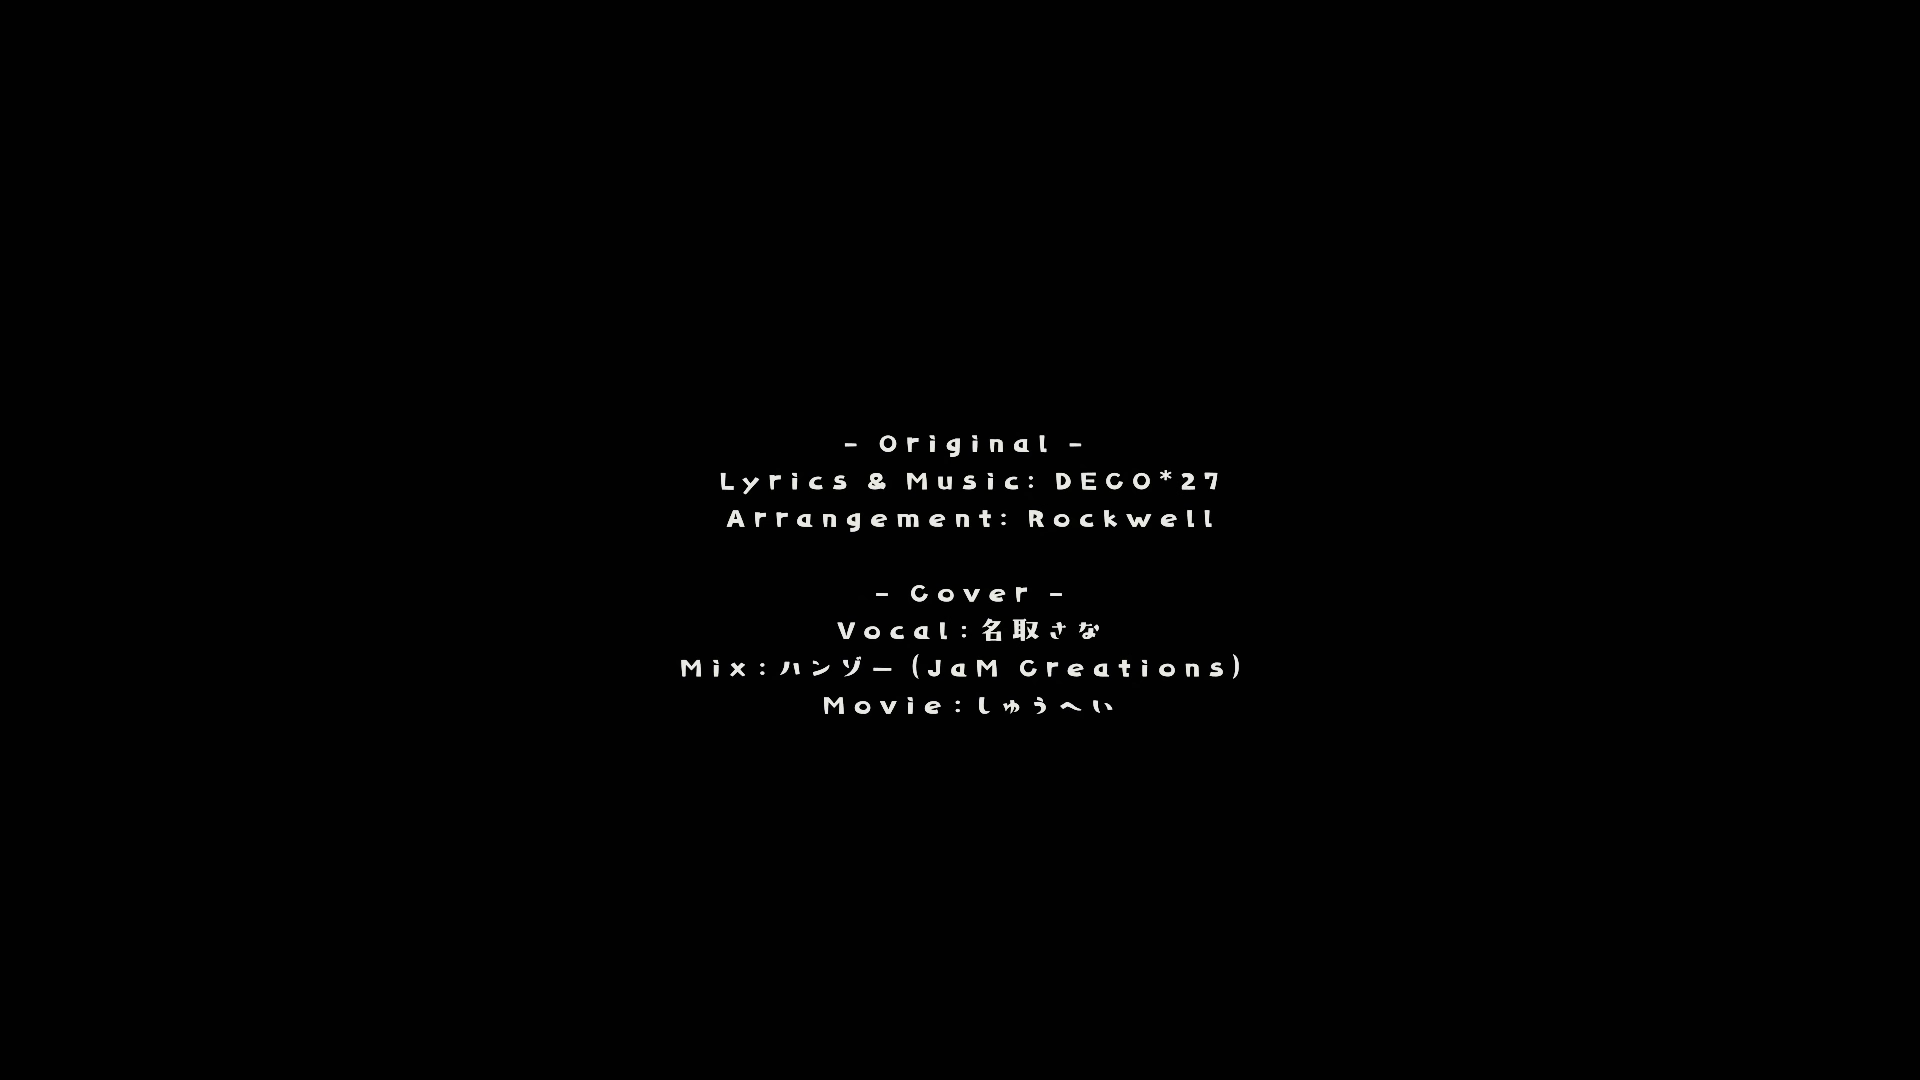 - Original -
Lyrics & Music: DECO*27
Arrangement: Rockwell
- Cover -
Vocal:名取さな
Mix:ハンゾー(JaM Creations)
Movie:しゅうへい